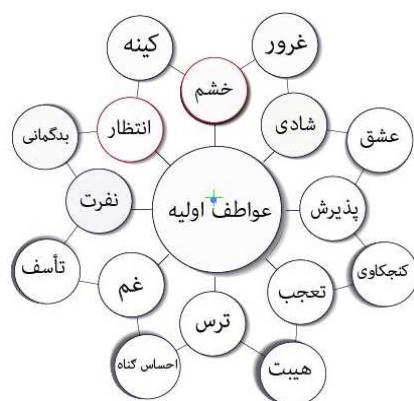 کینه
غرور
خشم
بدگمانی
انتظار
شادی
عشق
نفرت
عواطف اولیه
پذیرش
تأسف
غم
تعجب
کنجکاوی
ترس
احساس گناه
هیبت